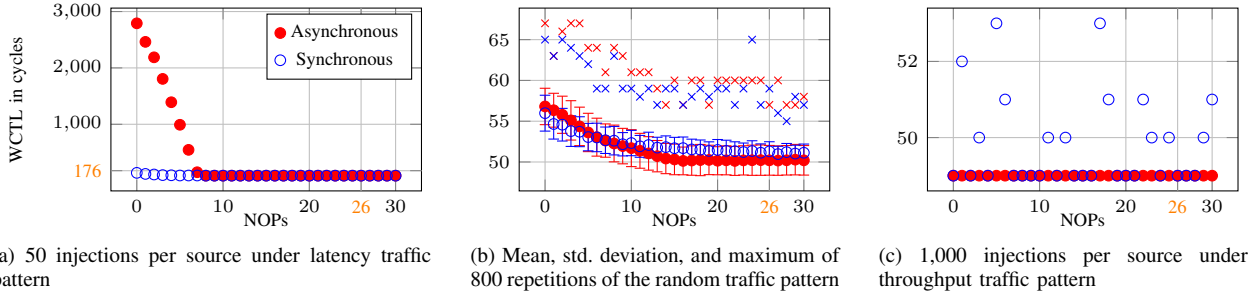 3,000
2,000
1,000
176
WCTL in cycles
Asynchronous
Synchronous
0
10
20
26
30
NOPs
a) 50 injections per source under latency traffic
pattern
65
60
55
50
0
10
20
26
30
NOPs
(b) Mean, std. deviation, and maximum of
800 repetitions of the random traffic pattern
52
50
0
10
20
26
30
NOPs
(c) 1,000 injections per source under
throughput traffic pattern